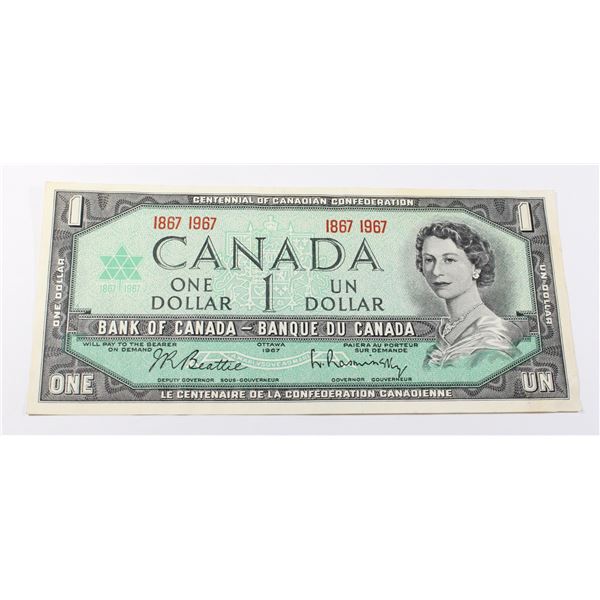 CENTENNIAL OF CANADIAN CONFEDERATION
1
1867 1967 1867 1967
CANADA
ONE DOLLAR 1 UN DOLLAR
1867 1967
ONE DOLLAR
UN DOLLAR
BANK OF CANADA – BANQUE DU CANADA
WILL PAY TO THE BEARER ON DEMAND
OTTAWA 1967
PAIERA AU PORTEUR SUR DEMANDE
J.R. Beattie
L. Rasminsky
DEPUTY GOVERNOR SOUS-GOUVERNEUR
GOVERNOR GOUVERNEUR
ONE
UN
LE CENTENAIRE DE LA CONFEDERATION CANADIENNE